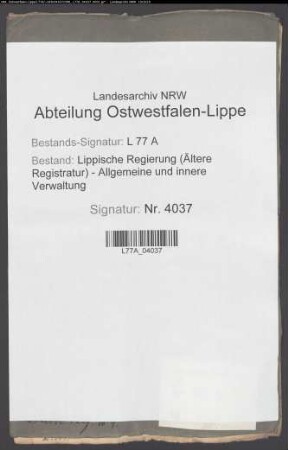 Landesarchiv NRW
Abteilung Ostwestfalen-Lippe
Bestands-Signatur: L 77 A
Bestand: Lippische Regierung (Ältere
Registratur) - Allgemeine und innere
Verwaltung
Signatur: Nr. 4037
L77A_04037